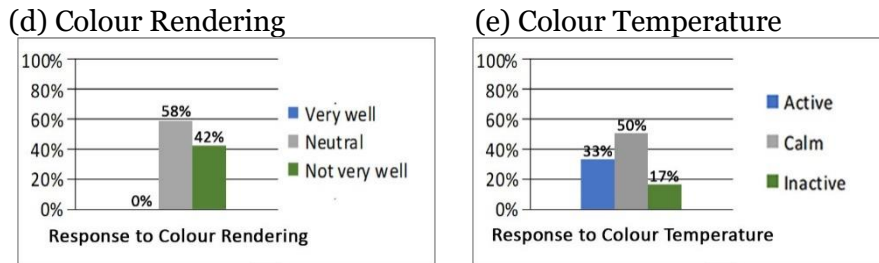 (d) Colour Rendering
100%
80%
60%
40%
20%
0%
0%
58%
42%
Very well
Neutral
Not very well
Response to Colour Rendering
(e) Colour Temperature
100%
80%
60%
40%
20%
0%
33%
50%
17%
Active
Calm
Inactive
Response to Colour Temperature